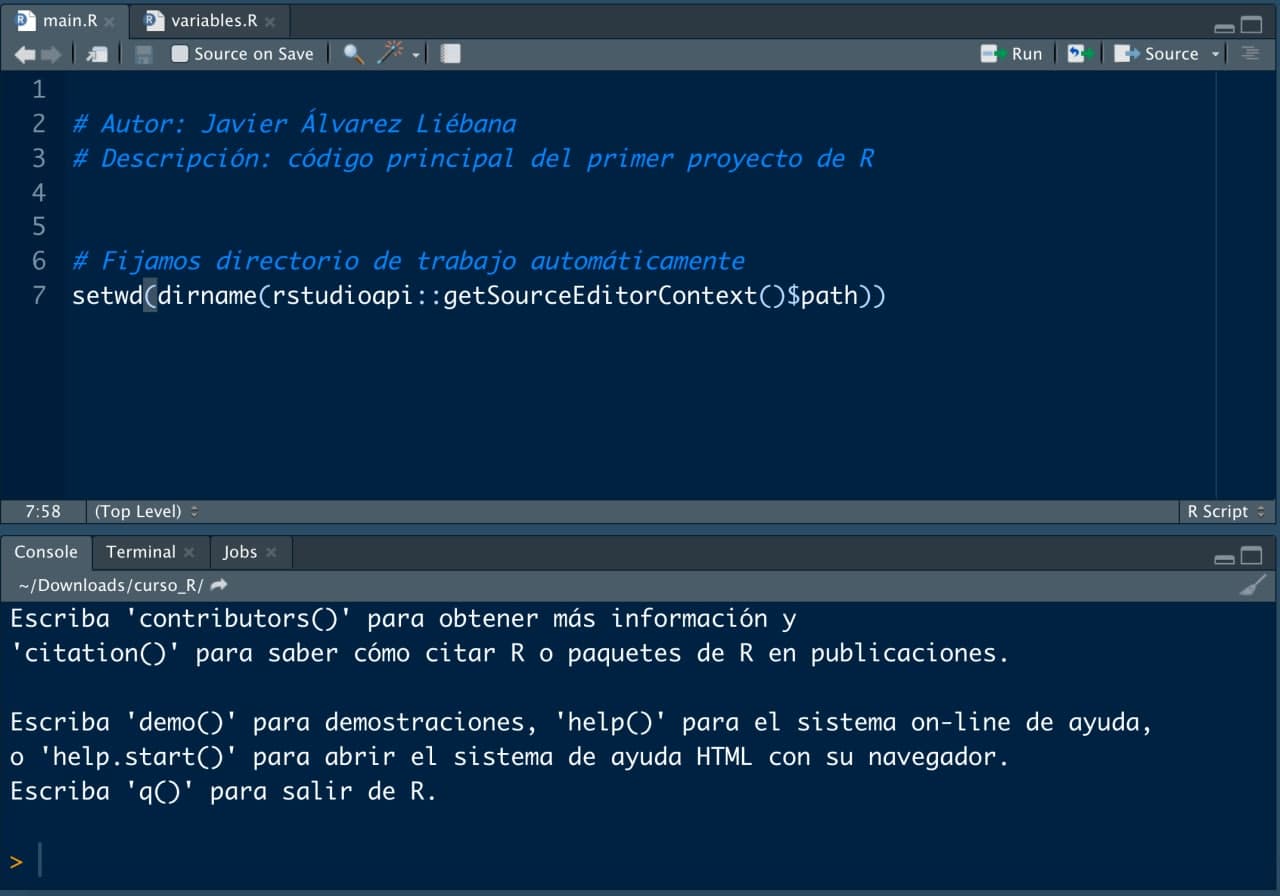 main.R variables.R
Source on Save Run Source
1
2 # Autor: Javier Álvarez Liébana
3 # Descripción: código principal del primer proyecto de R
4
5
6 # Fijamos directorio de trabajo automáticamente
7 setwd(dirname(rstudioapi::getSourceEditorContext()$path))
7:58 (Top Level) R Script
Console Terminal Jobs
~/Downloads/curso_R/
Escriba 'contributors()' para obtener más información y
'citation()' para saber cómo citar R o paquetes de R en publicaciones.
Escriba 'demo()' para demostraciones, 'help()' para el sistema on-line de ayuda,
o 'help.start()' para abrir el sistema de ayuda HTML con su navegador.
Escriba 'q()' para salir de R.
>